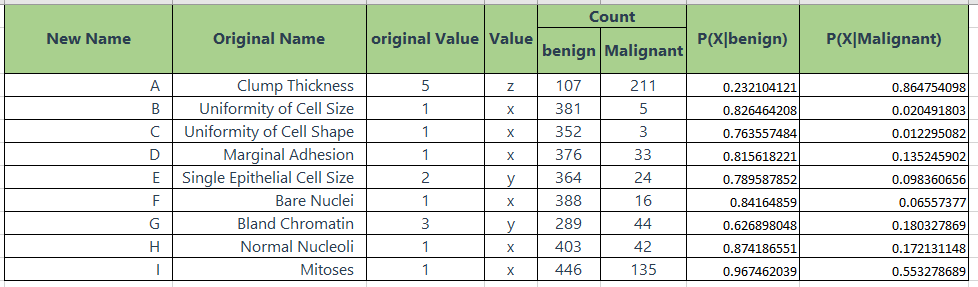 New Name Original Name original Value Value Count P(X|benign) P(X|Malignant)
benign Malignant
A Clump Thickness 5 z 107 211 0.232104121 0.864754098
B Uniformity of Cell Size 1 x 381 5 0.826464208 0.020491803
C Uniformity of Cell Shape 1 x 352 3 0.763557484 0.012295082
D Marginal Adhesion 1 x 376 33 0.815618221 0.135245902
E Single Epithelial Cell Size 2 y 364 24 0.789587852 0.098360656
F Bare Nuclei 1 x 388 16 0.84164859 0.06557377
G Bland Chromatin 3 y 289 44 0.626898048 0.180327869
H Normal Nucleoli 1 x 403 42 0.874186551 0.172131148
I Mitoses 1 x 446 135 0.967462039 0.553278689